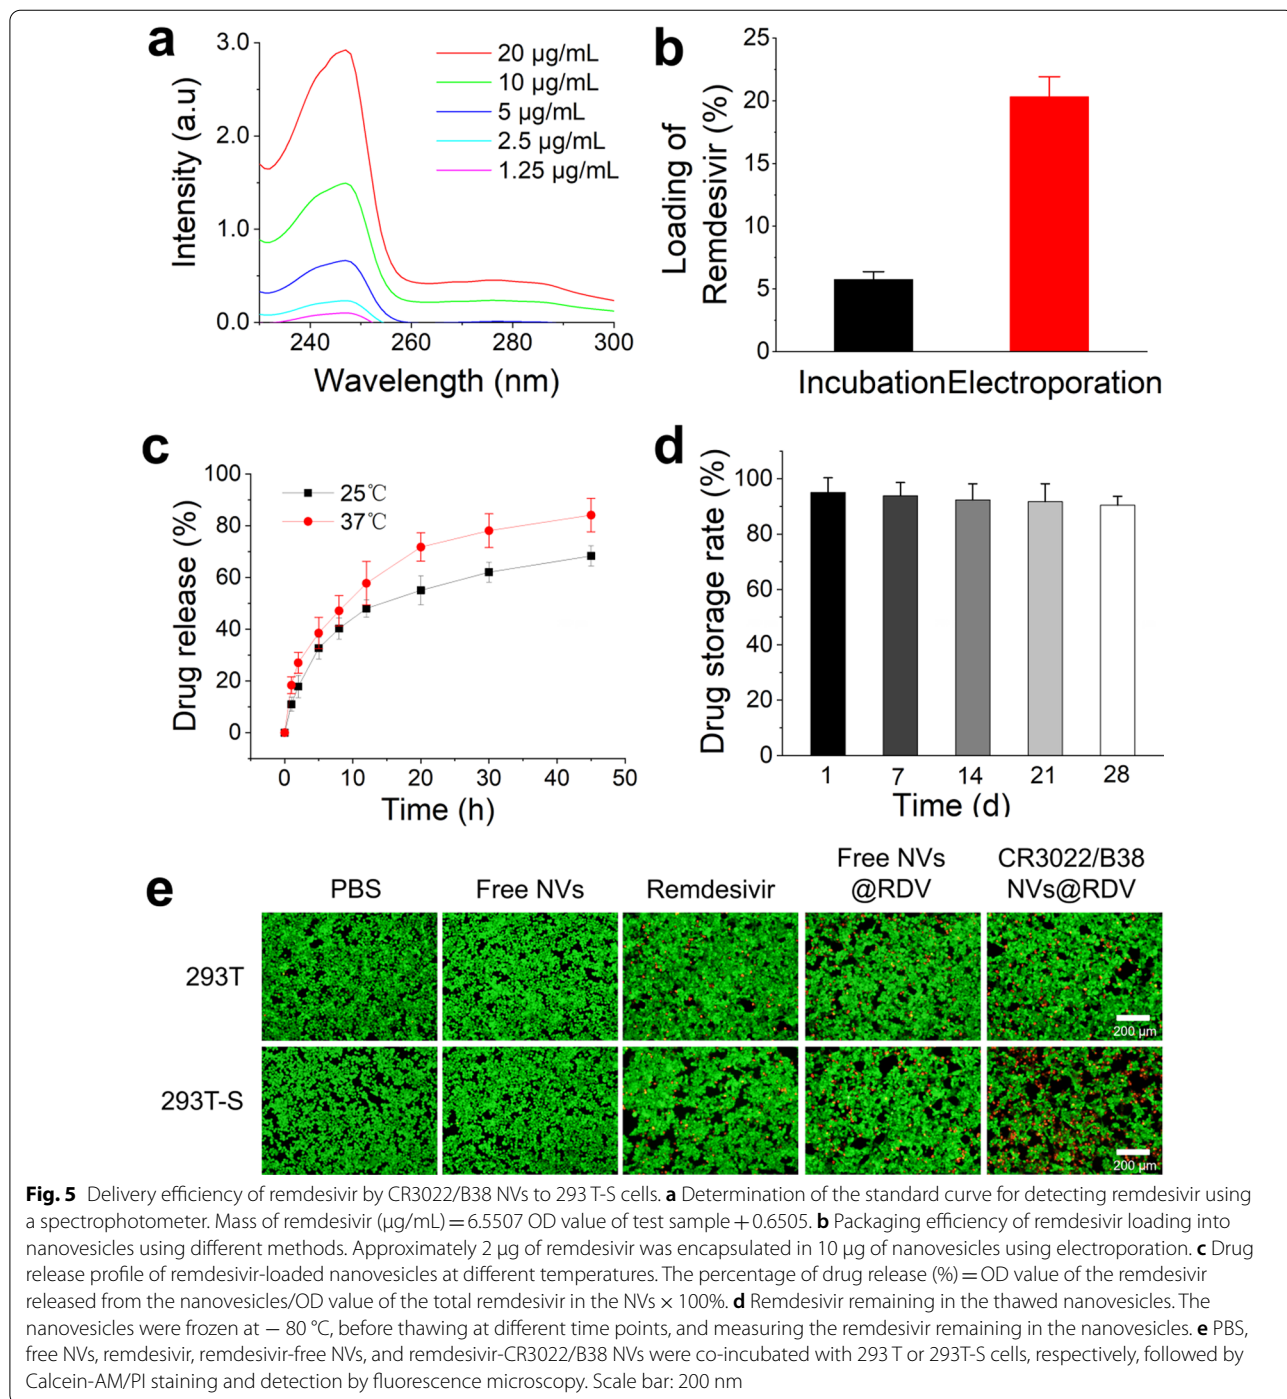 a
3.0
2.0
1.0
0.0
Intensity (a.u)
240 260 280 300
Wavelength (nm)
20 µg/mL
10 µg/mL
5 µg/mL
2.5 µg/mL
1.25 µg/mL
b
25
20
15
10
5
0
Loading of
Remdesivir (%)
Incubation Electroporation
c
100
80
60
40
20
0
Drug release (%)
25℃
37℃
0 10 20 30 40 50
Time (h)
d
100
80
60
40
20
0
Drug storage rate (%)
1 7 14 21 28
Time (d)
e
PBS
Free NVs
Remdesivir
Free NVs
@RDV
CR3022/B38
NVs@RDV
293T
200 µm
293T-S
200 µm
Fig. 5 Delivery efficiency of remdesivir by CR3022/B38 NVs to 293 T-S cells. a Determination of the standard curve for detecting remdesivir using
a spectrophotometer. Mass of remdesivir (µg/mL) = 6.5507 OD value of test sample + 0.6505. b Packaging efficiency of remdesivir loading into
nanovesicles using different methods. Approximately 2 µg of remdesivir was encapsulated in 10 µg of nanovesicles using electroporation. c Drug
release profile of remdesivir-loaded nanovesicles at different temperatures. The percentage of drug release (%) = OD value of the remdesivir
released from the nanovesicles/OD value of the total remdesivir in the NVs × 100%. d Remdesivir remaining in the thawed nanovesicles. The
nanovesicles were frozen at − 80 °C, before thawing at different time points, and measuring the remdesivir remaining in the nanovesicles. e PBS,
free NVs, remdesivir, remdesivir-free NVs, and remdesivir-CR3022/B38 NVs were co-incubated with 293 T or 293T-S cells, respectively, followed by
Calcein-AM/PI staining and detection by fluorescence microscopy. Scale bar: 200 nm